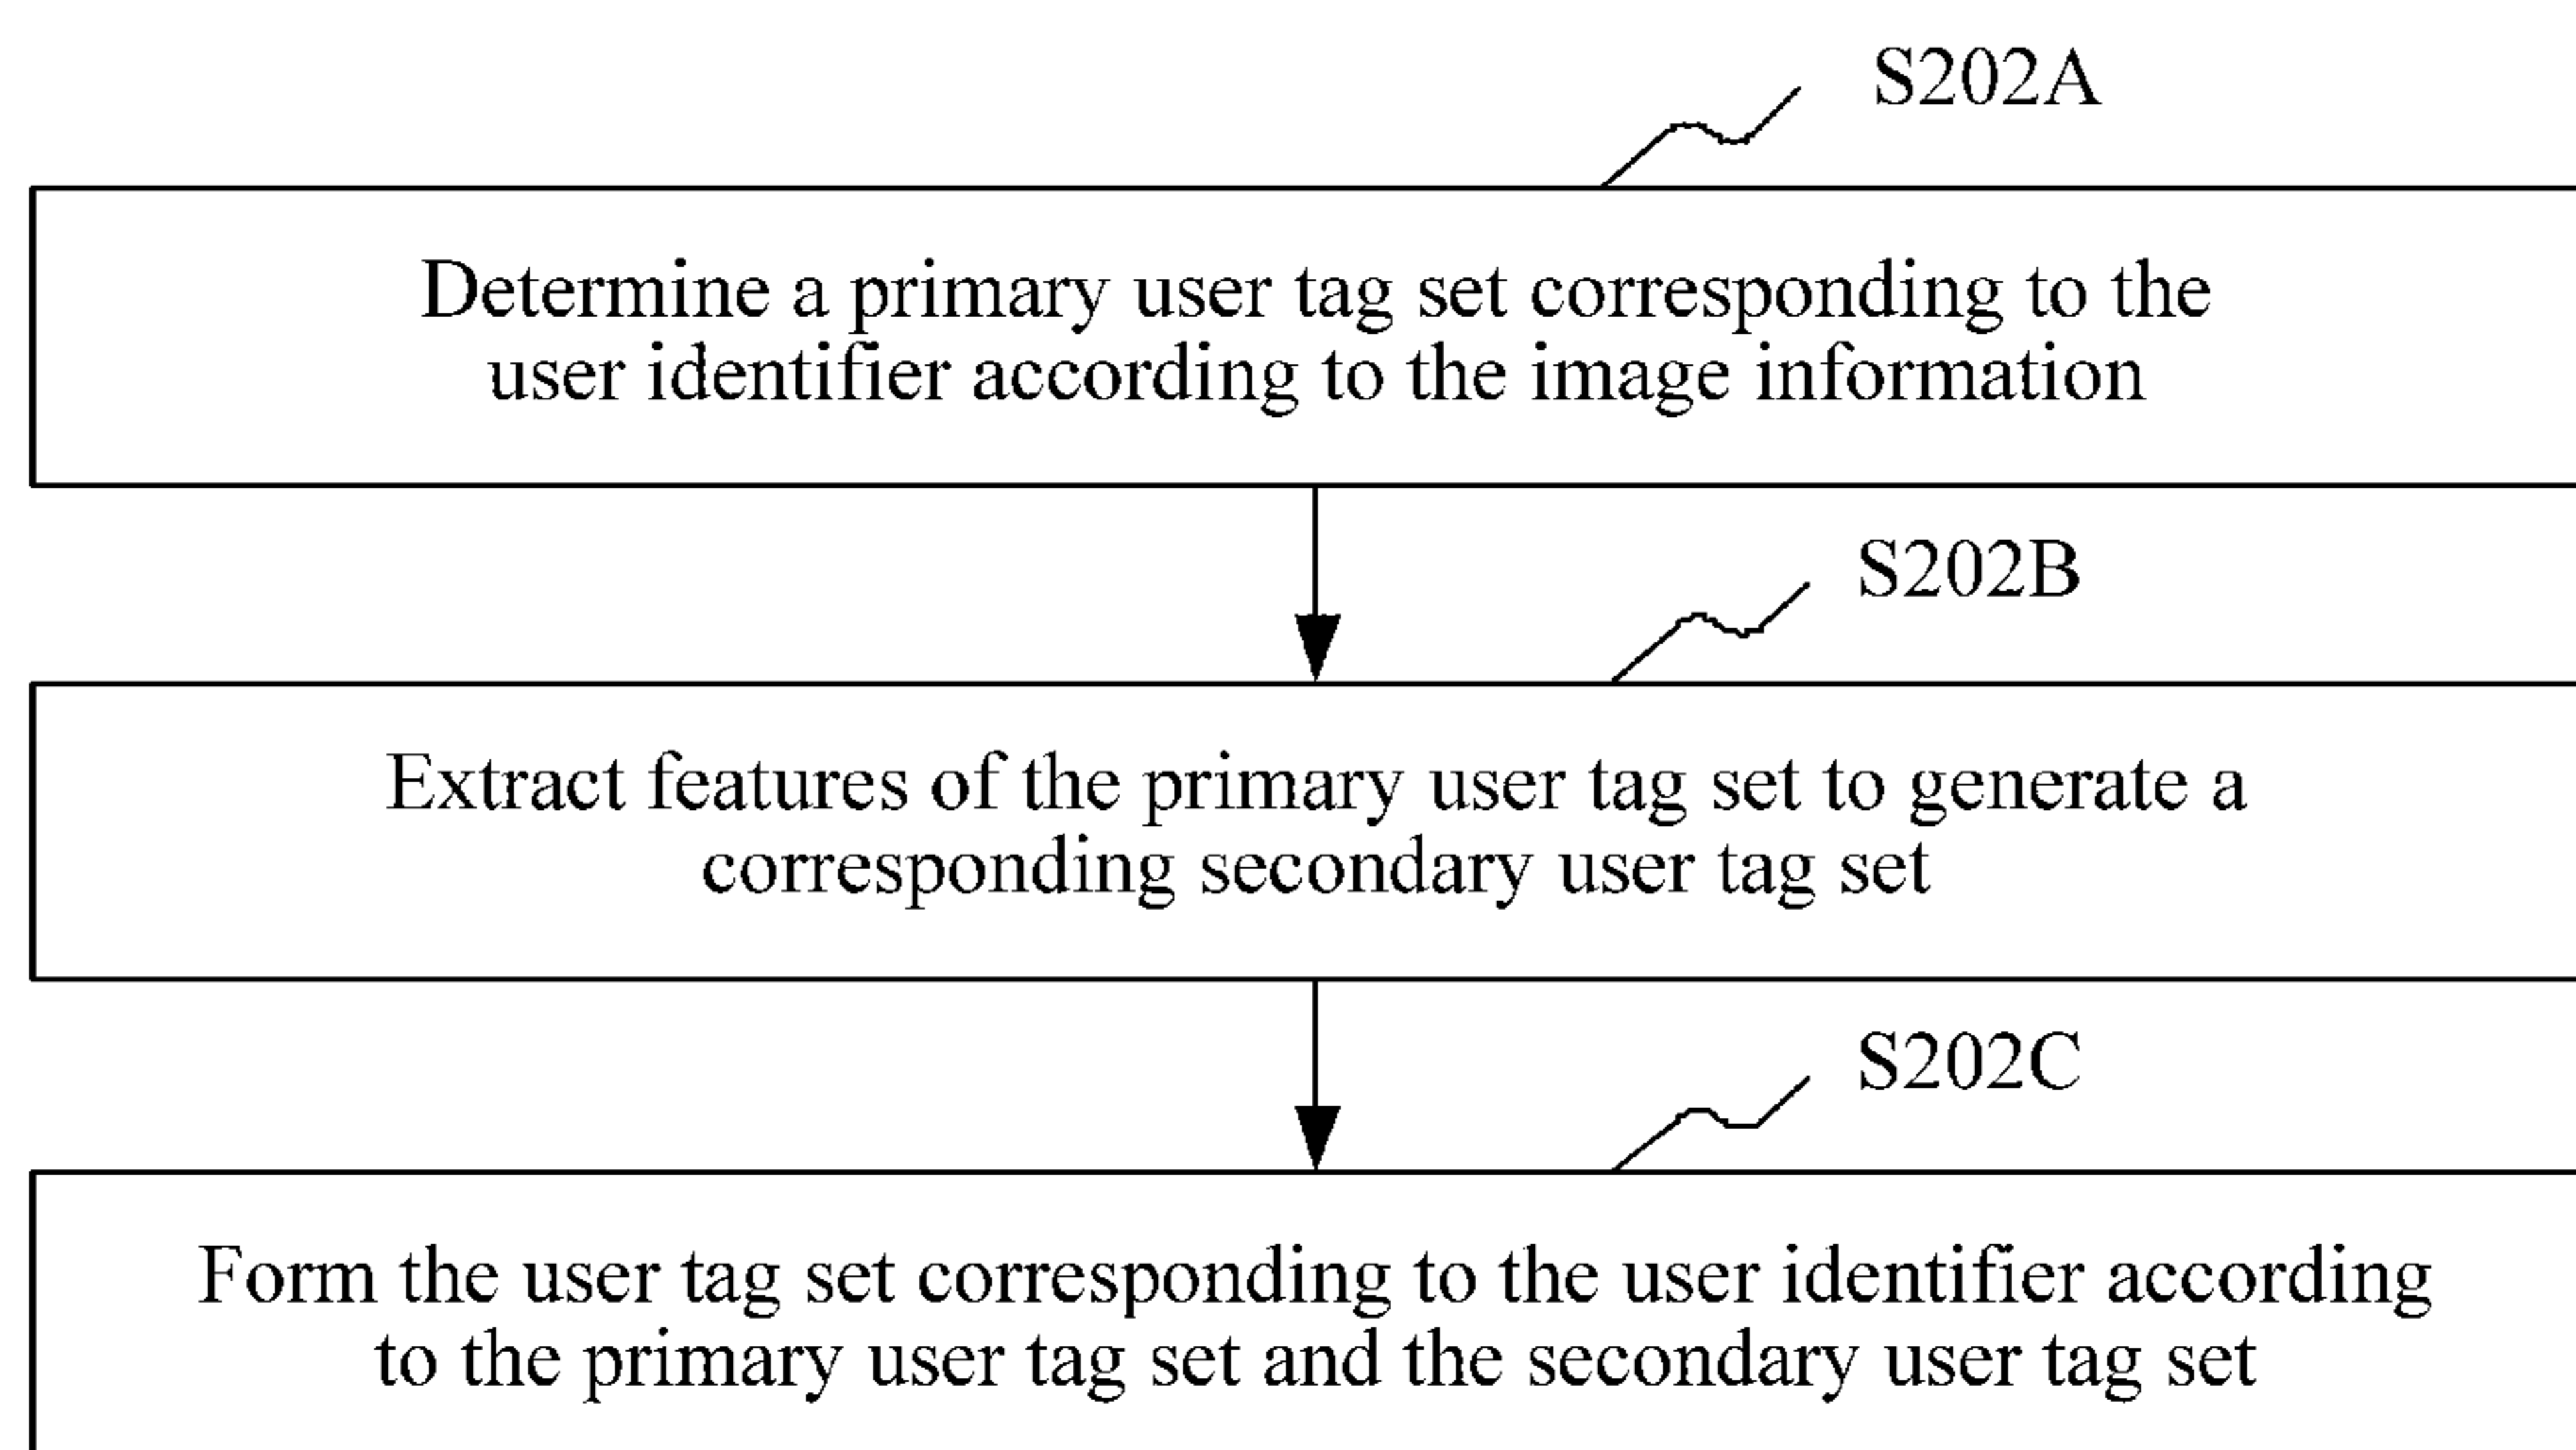 S202A
Determine a primary user tag set corresponding to the
user identifier according to the image information
S202B
Extract features of the primary user tag set to generate a
corresponding secondary user tag set
S202C
Form the user tag set corresponding to the user identifier according
to the primary user tag set and the secondary user tag set